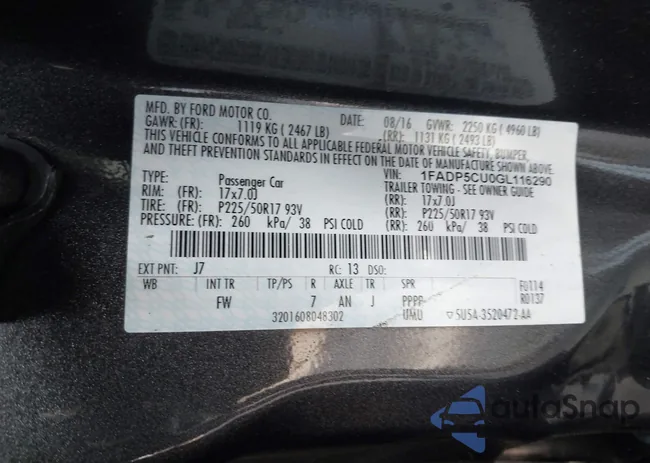 MFD. BY FORD MOTOR CO. DATE: 08/16 GVWR: 2250 KG ( 4960 LB)
GAWR: (FR): 1119 KG ( 2467 LB) (RR): 1131 KG ( 2493 LB)
THIS VEHICLE CONFORMS TO ALL APPLICABLE FEDERAL MOTOR VEHICLE SAFETY, BUMPER,
AND THEFT PREVENTION STANDARDS IN EFFECT ON THE DATE OF MANUFACTURE SHOWN ABOVE.
VIN: 1FADP5CU0GL116290
TYPE: Passenger Car TRAILER TOWING - SEE OWNER GD
RIM: (FR): 17x7.0J (RR): 17x7.0J
TIRE: (FR): P225/50R17 93V (RR): P225/50R17 93V
PRESSURE: (FR): 260 kPa/ 38 PSI COLD (RR): 260 kPa/ 38 PSI COLD
EXT PNT: J7 RC: 13 DSO:
WB INT TR TP/PS R AXLE TR SPR F0114
FW 7 AN J PPPP R0137
3201608048302 UMU ▽ 5U5A-3520472-AA
autoSnap